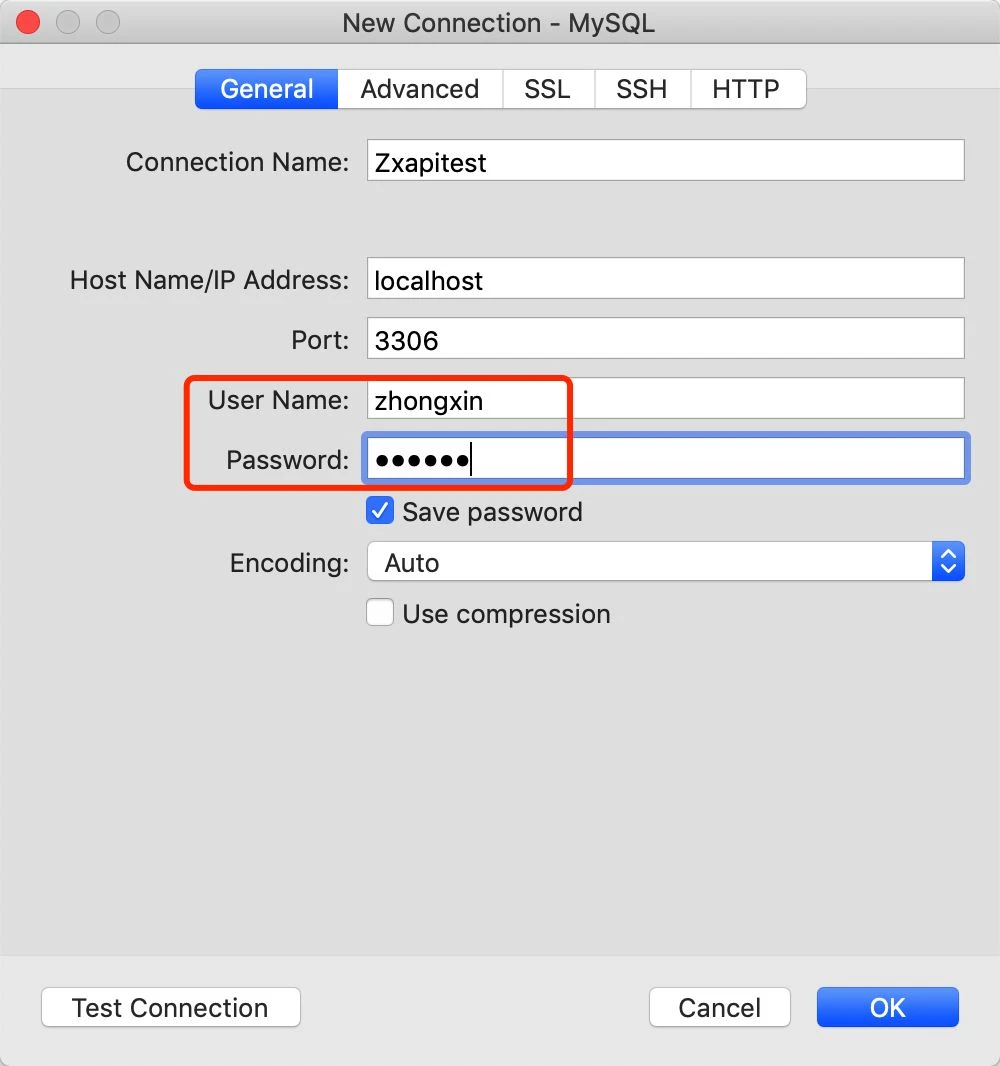 New Connection - MySQL
General Advanced SSL SSH HTTP
Connection Name: Zxapitest
Host Name/IP Address: localhost
Port: 3306
User Name: zhongxin
Password: ••••••
Save password
Encoding: Auto
Use compression
Test Connection Cancel OK